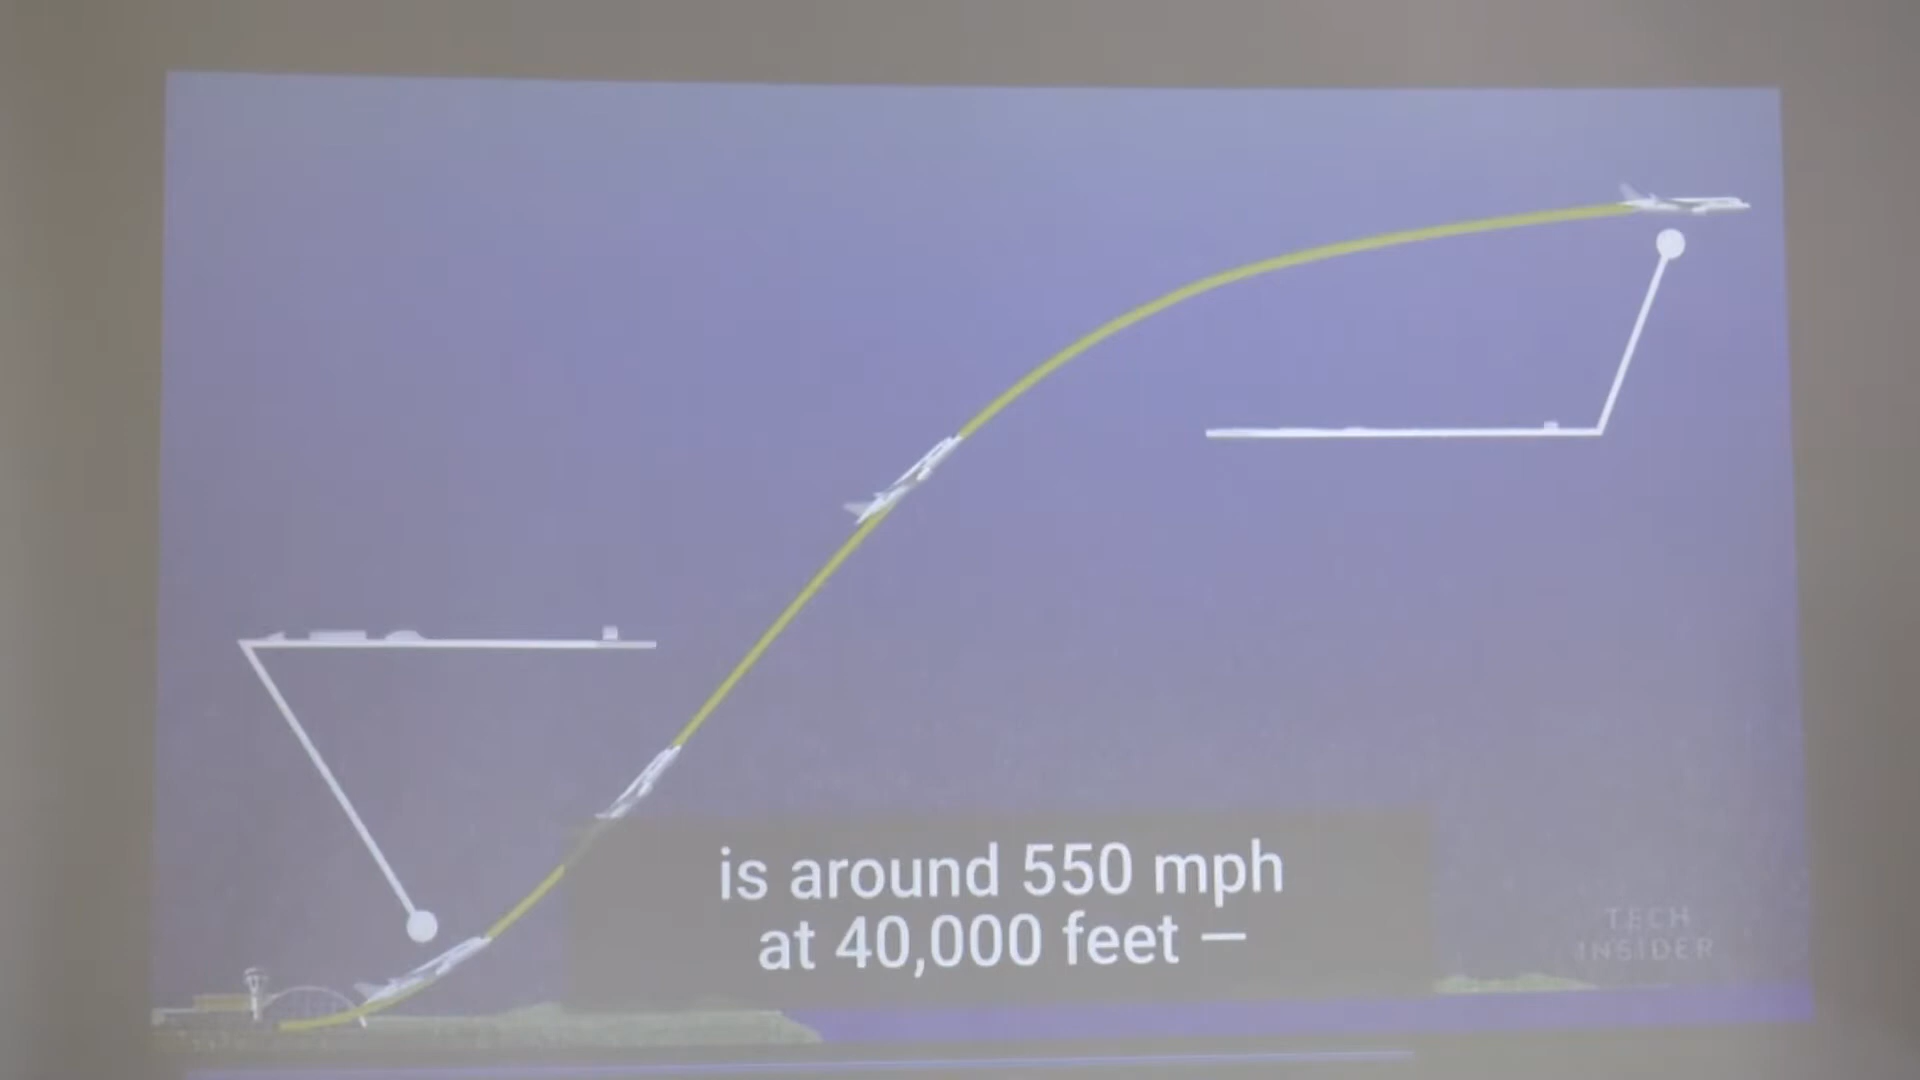 is around 550 mph
at 40,000 feet —
TECH
INSIDER